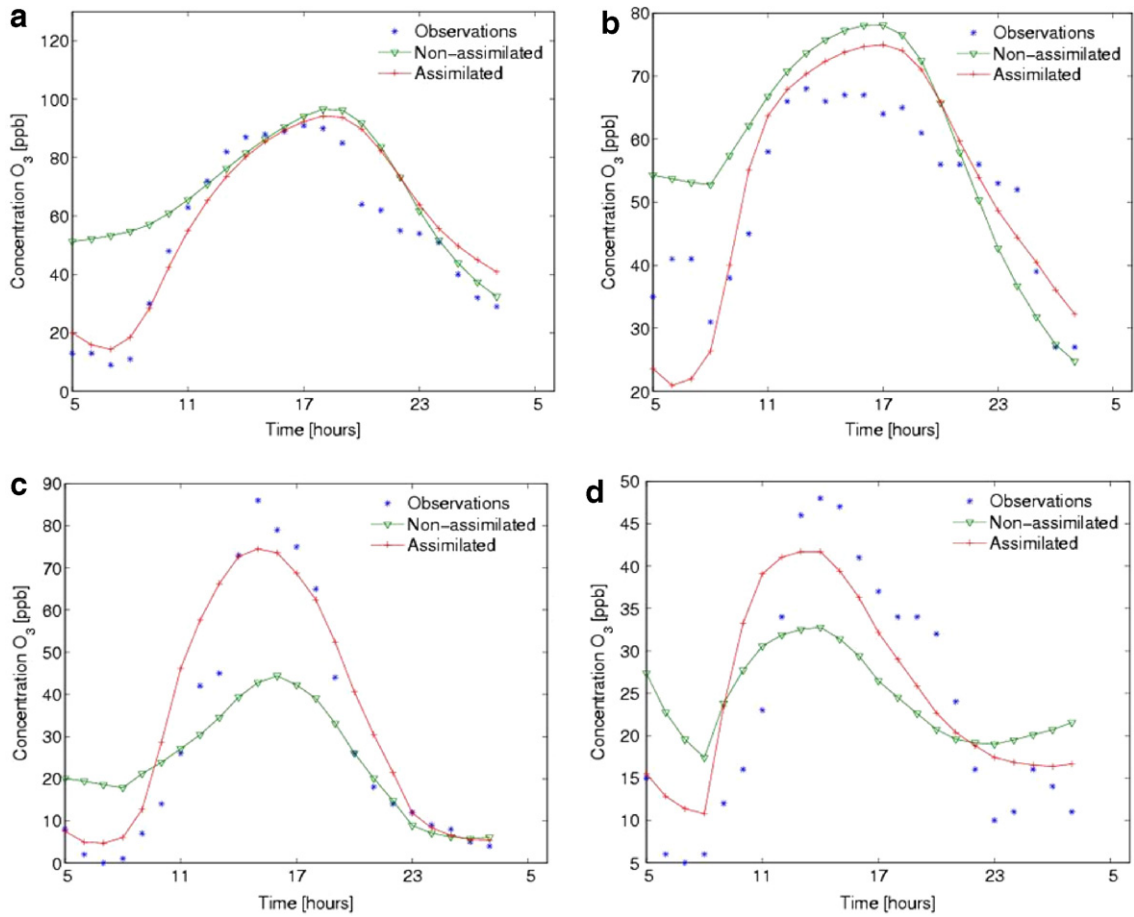 a
130
120
100
80
60
40
20
0
Concentration O3 [ppb]
Observations
Non-assimilated
Assimilated
5 11 17 23 5
Time [hours]
b
80
70
60
50
40
30
20
Concentration O3 [ppb]
Observations
Non-assimilated
Assimilated
5 11 17 23 5
Time [hours]
c
90
80
70
60
50
40
30
20
10
0
Concentration O3 [ppb]
Observations
Non-assimilated
Assimilated
5 11 17 23 5
Time [hours]
d
50
45
40
35
30
25
20
15
10
5
Concentration O3 [ppb]
Observations
Non-assimilated
Assimilated
5 11 17 23 5
Time [hours]